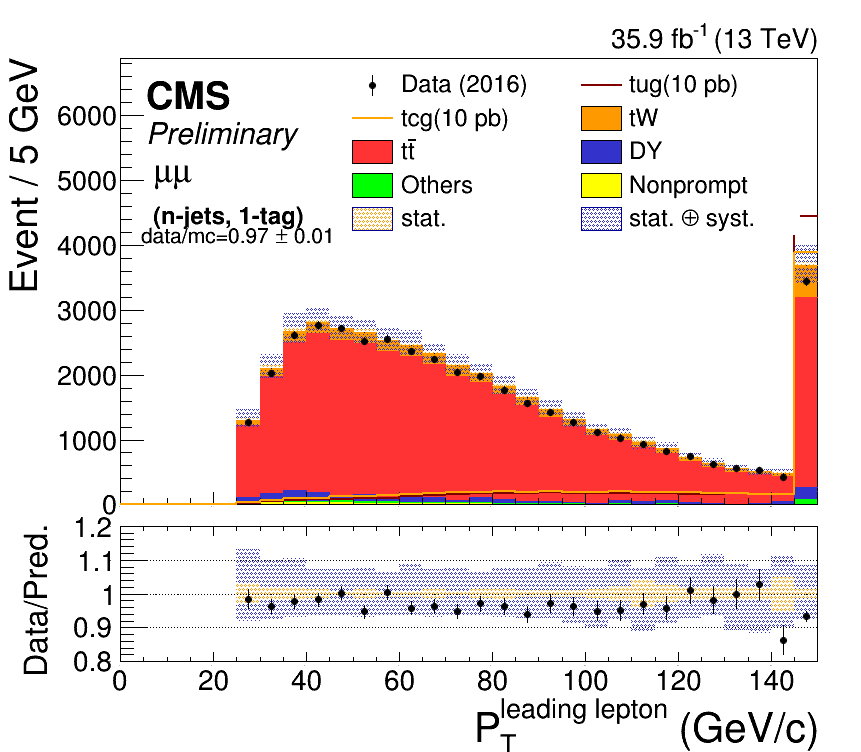 35.9 fb⁻¹ (13 TeV)
Event / 5 GeV
CMS
Preliminary
μμ
(n-jets, 1-tag)
data/mc=0.97 ± 0.01
Data (2016)
tug(10 pb)
tcg(10 pb)
tW
tt̄
DY
Others
Nonprompt
stat.
stat. ⊕ syst.
6000
5000
4000
3000
2000
1000
0
Data/Pred.
1.2
1.1
1
0.9
0.8
0 20 40 60 80 100 120 140
P_T^leading lepton (GeV/c)